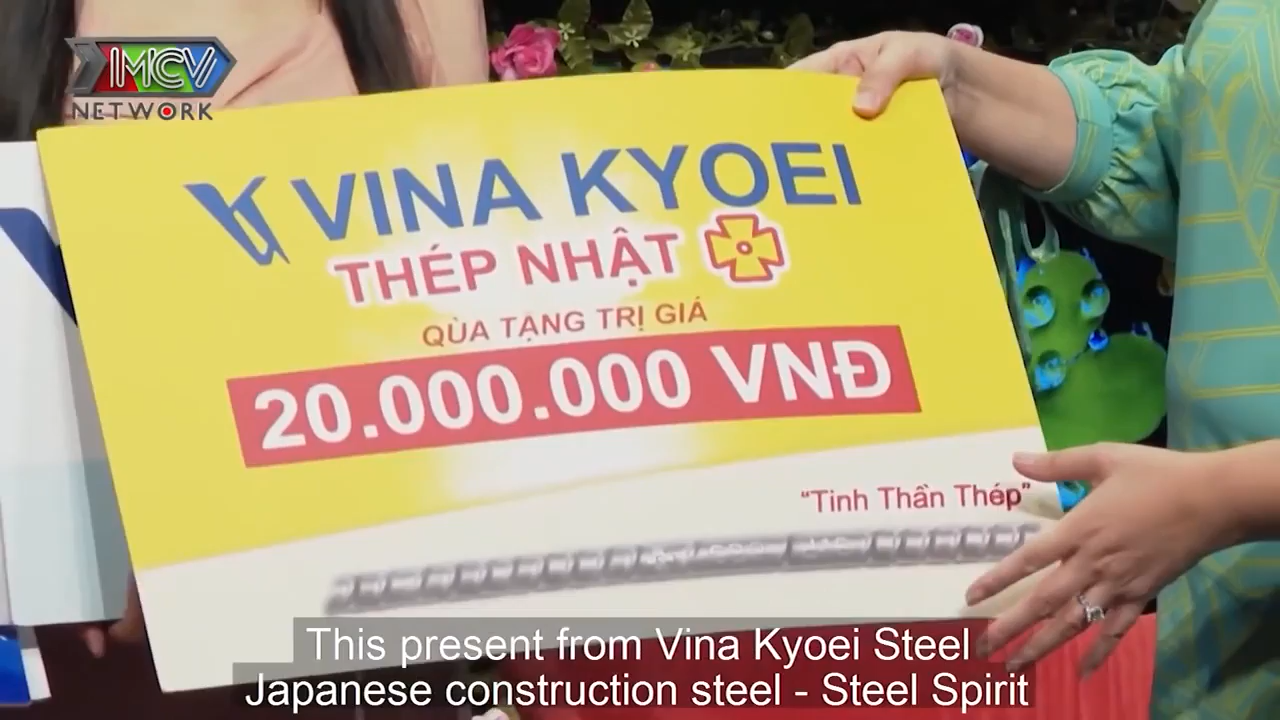 MCV
NETWORK
VINA KYOEI
THÉP NHẬT
QÙA TẶNG TRỊ GIÁ
20.000.000 VNĐ
“Tinh Thần Thép”
This present from Vina Kyoei Steel
Japanese construction steel - Steel Spirit